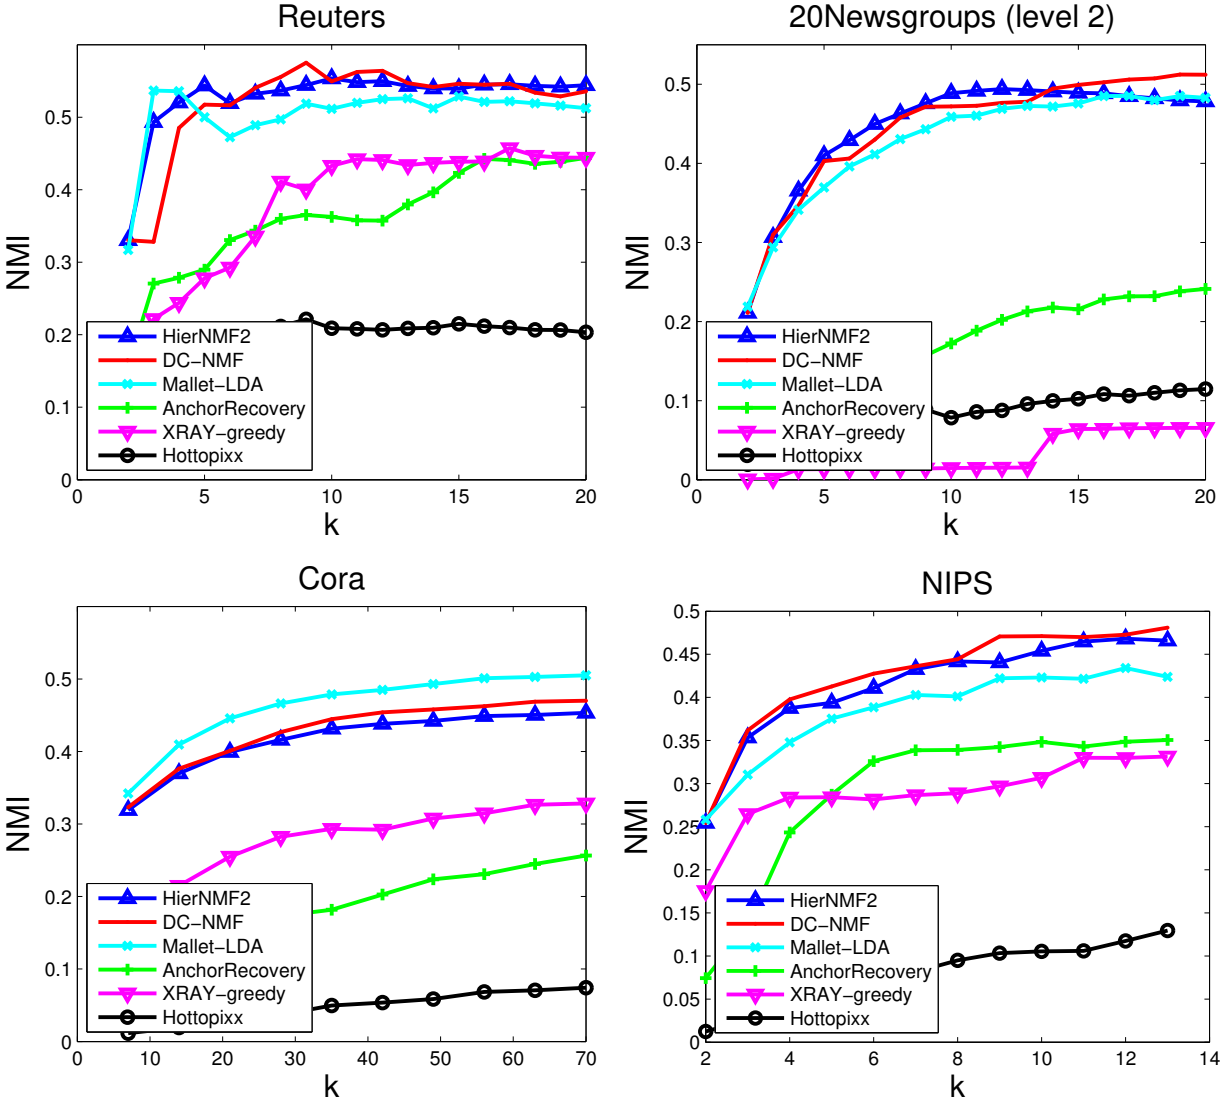 Reuters
NMI
0.5
0.4
0.3
0.2
0.1
0
HierNMF2
DC-NMF
Mallet-LDA
AnchorRecovery
XRAY-greedy
Hottopixx
0 5 10 15 20
k
20Newsgroups (level 2)
NMI
0.5
0.4
0.3
0.2
0.1
0
HierNMF2
DC-NMF
Mallet-LDA
AnchorRecovery
XRAY-greedy
Hottopixx
0 5 10 15 20
k
Cora
NMI
0.5
0.4
0.3
0.2
0.1
0
HierNMF2
DC-NMF
Mallet-LDA
AnchorRecovery
XRAY-greedy
Hottopixx
0 10 20 30 40 50 60 70
k
NIPS
NMI
0.5
0.45
0.4
0.35
0.3
0.25
0.2
0.15
0.1
0.05
0
HierNMF2
DC-NMF
Mallet-LDA
AnchorRecovery
XRAY-greedy
Hottopixx
2 4 6 8 10 12 14
k